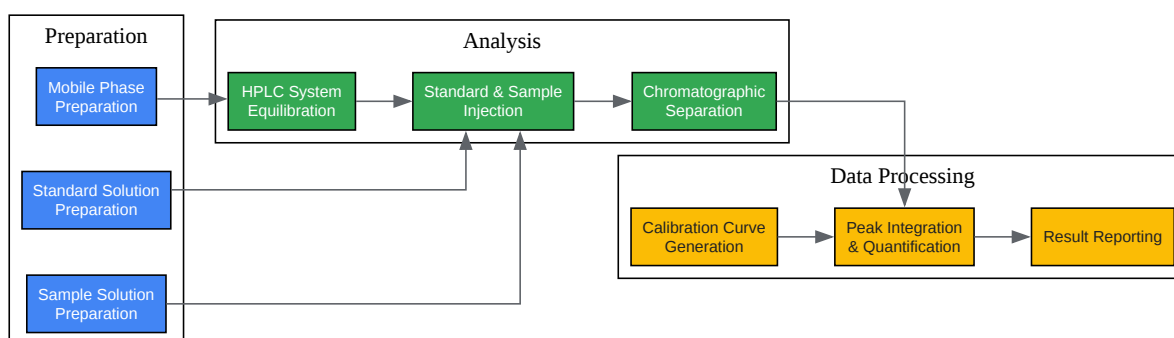 Preparation
Mobile Phase
Preparation
Standard Solution
Preparation
Sample Solution
Preparation
Analysis
HPLC System
Equilibration
Standard & Sample
Injection
Chromatographic
Separation
Data Processing
Calibration Curve
Generation
Peak Integration
& Quantification
Result Reporting